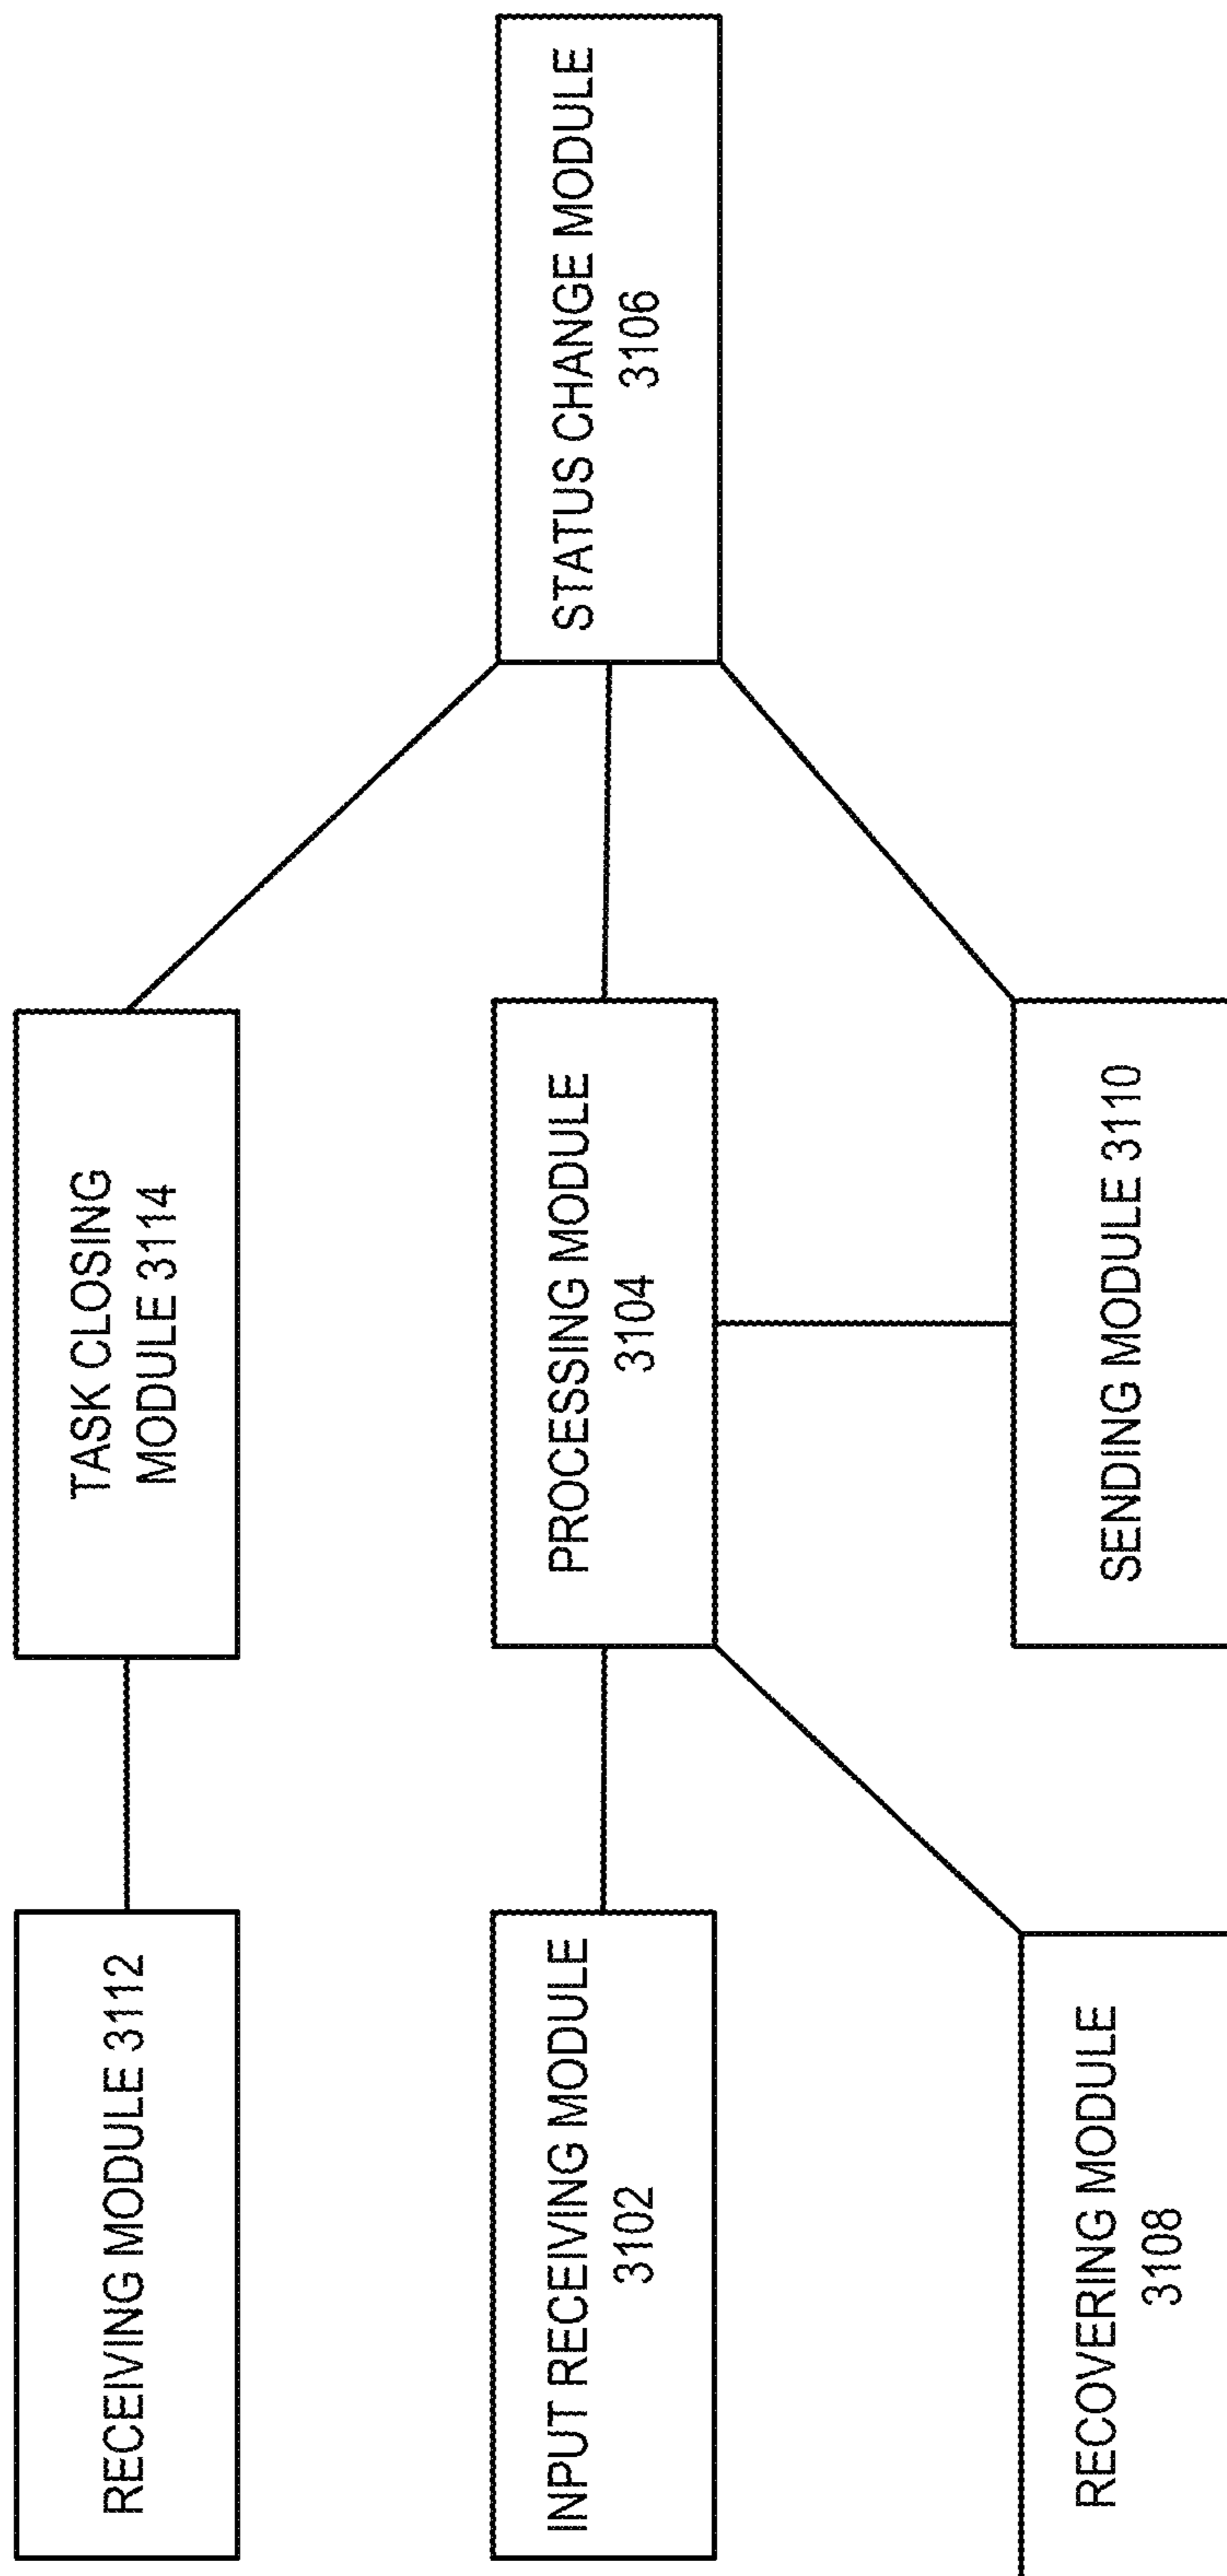 RECEIVING MODULE 3112
TASK CLOSING
MODULE 3114
INPUT RECEIVING MODULE
3102
PROCESSING MODULE
3104
STATUS CHANGE MODULE
3106
RECOVERING MODULE
3108
SENDING MODULE 3110